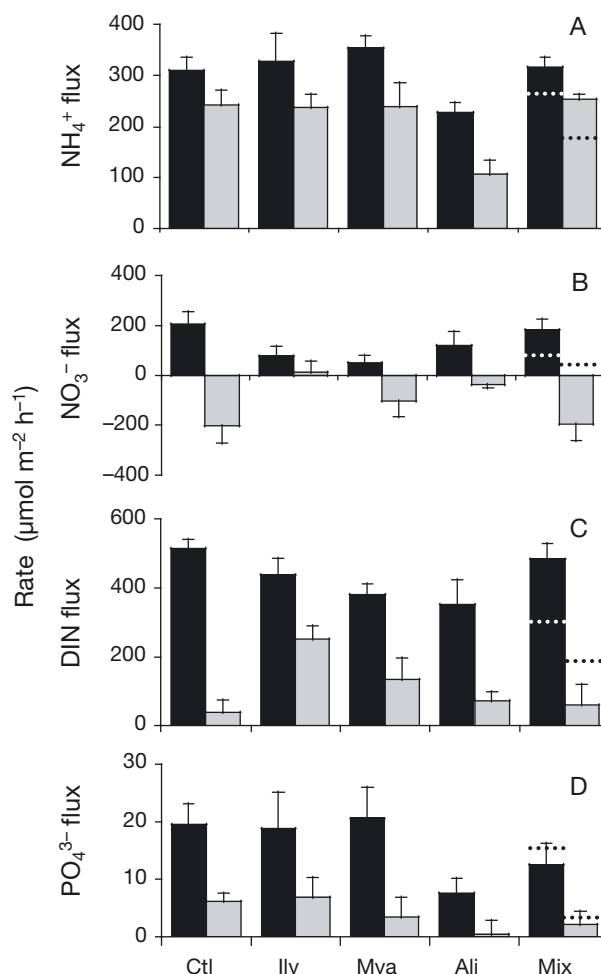 Rate (µmol m⁻² h⁻¹)
A
NH₄⁺ flux
400
300
200
100
0
B
NO₃⁻ flux
400
200
0
−200
−400
C
DIN flux
600
400
200
0
D
PO₄³⁻ flux
30
20
10
0
Ctl Ilv Mva Ali Mix